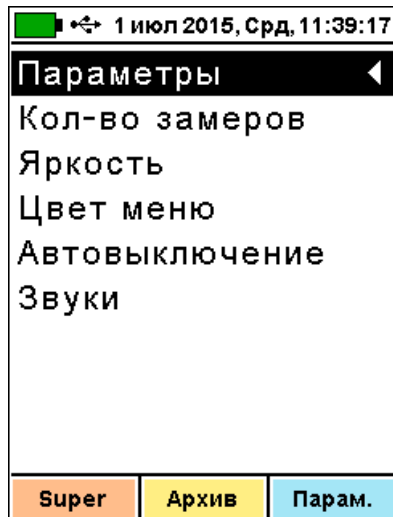 1 июл 2015, Срд, 11:39:17
Параметры
Кол-во замеров
Яркость
Цвет меню
Автовыключение
Звуки
Super Архив Парам.